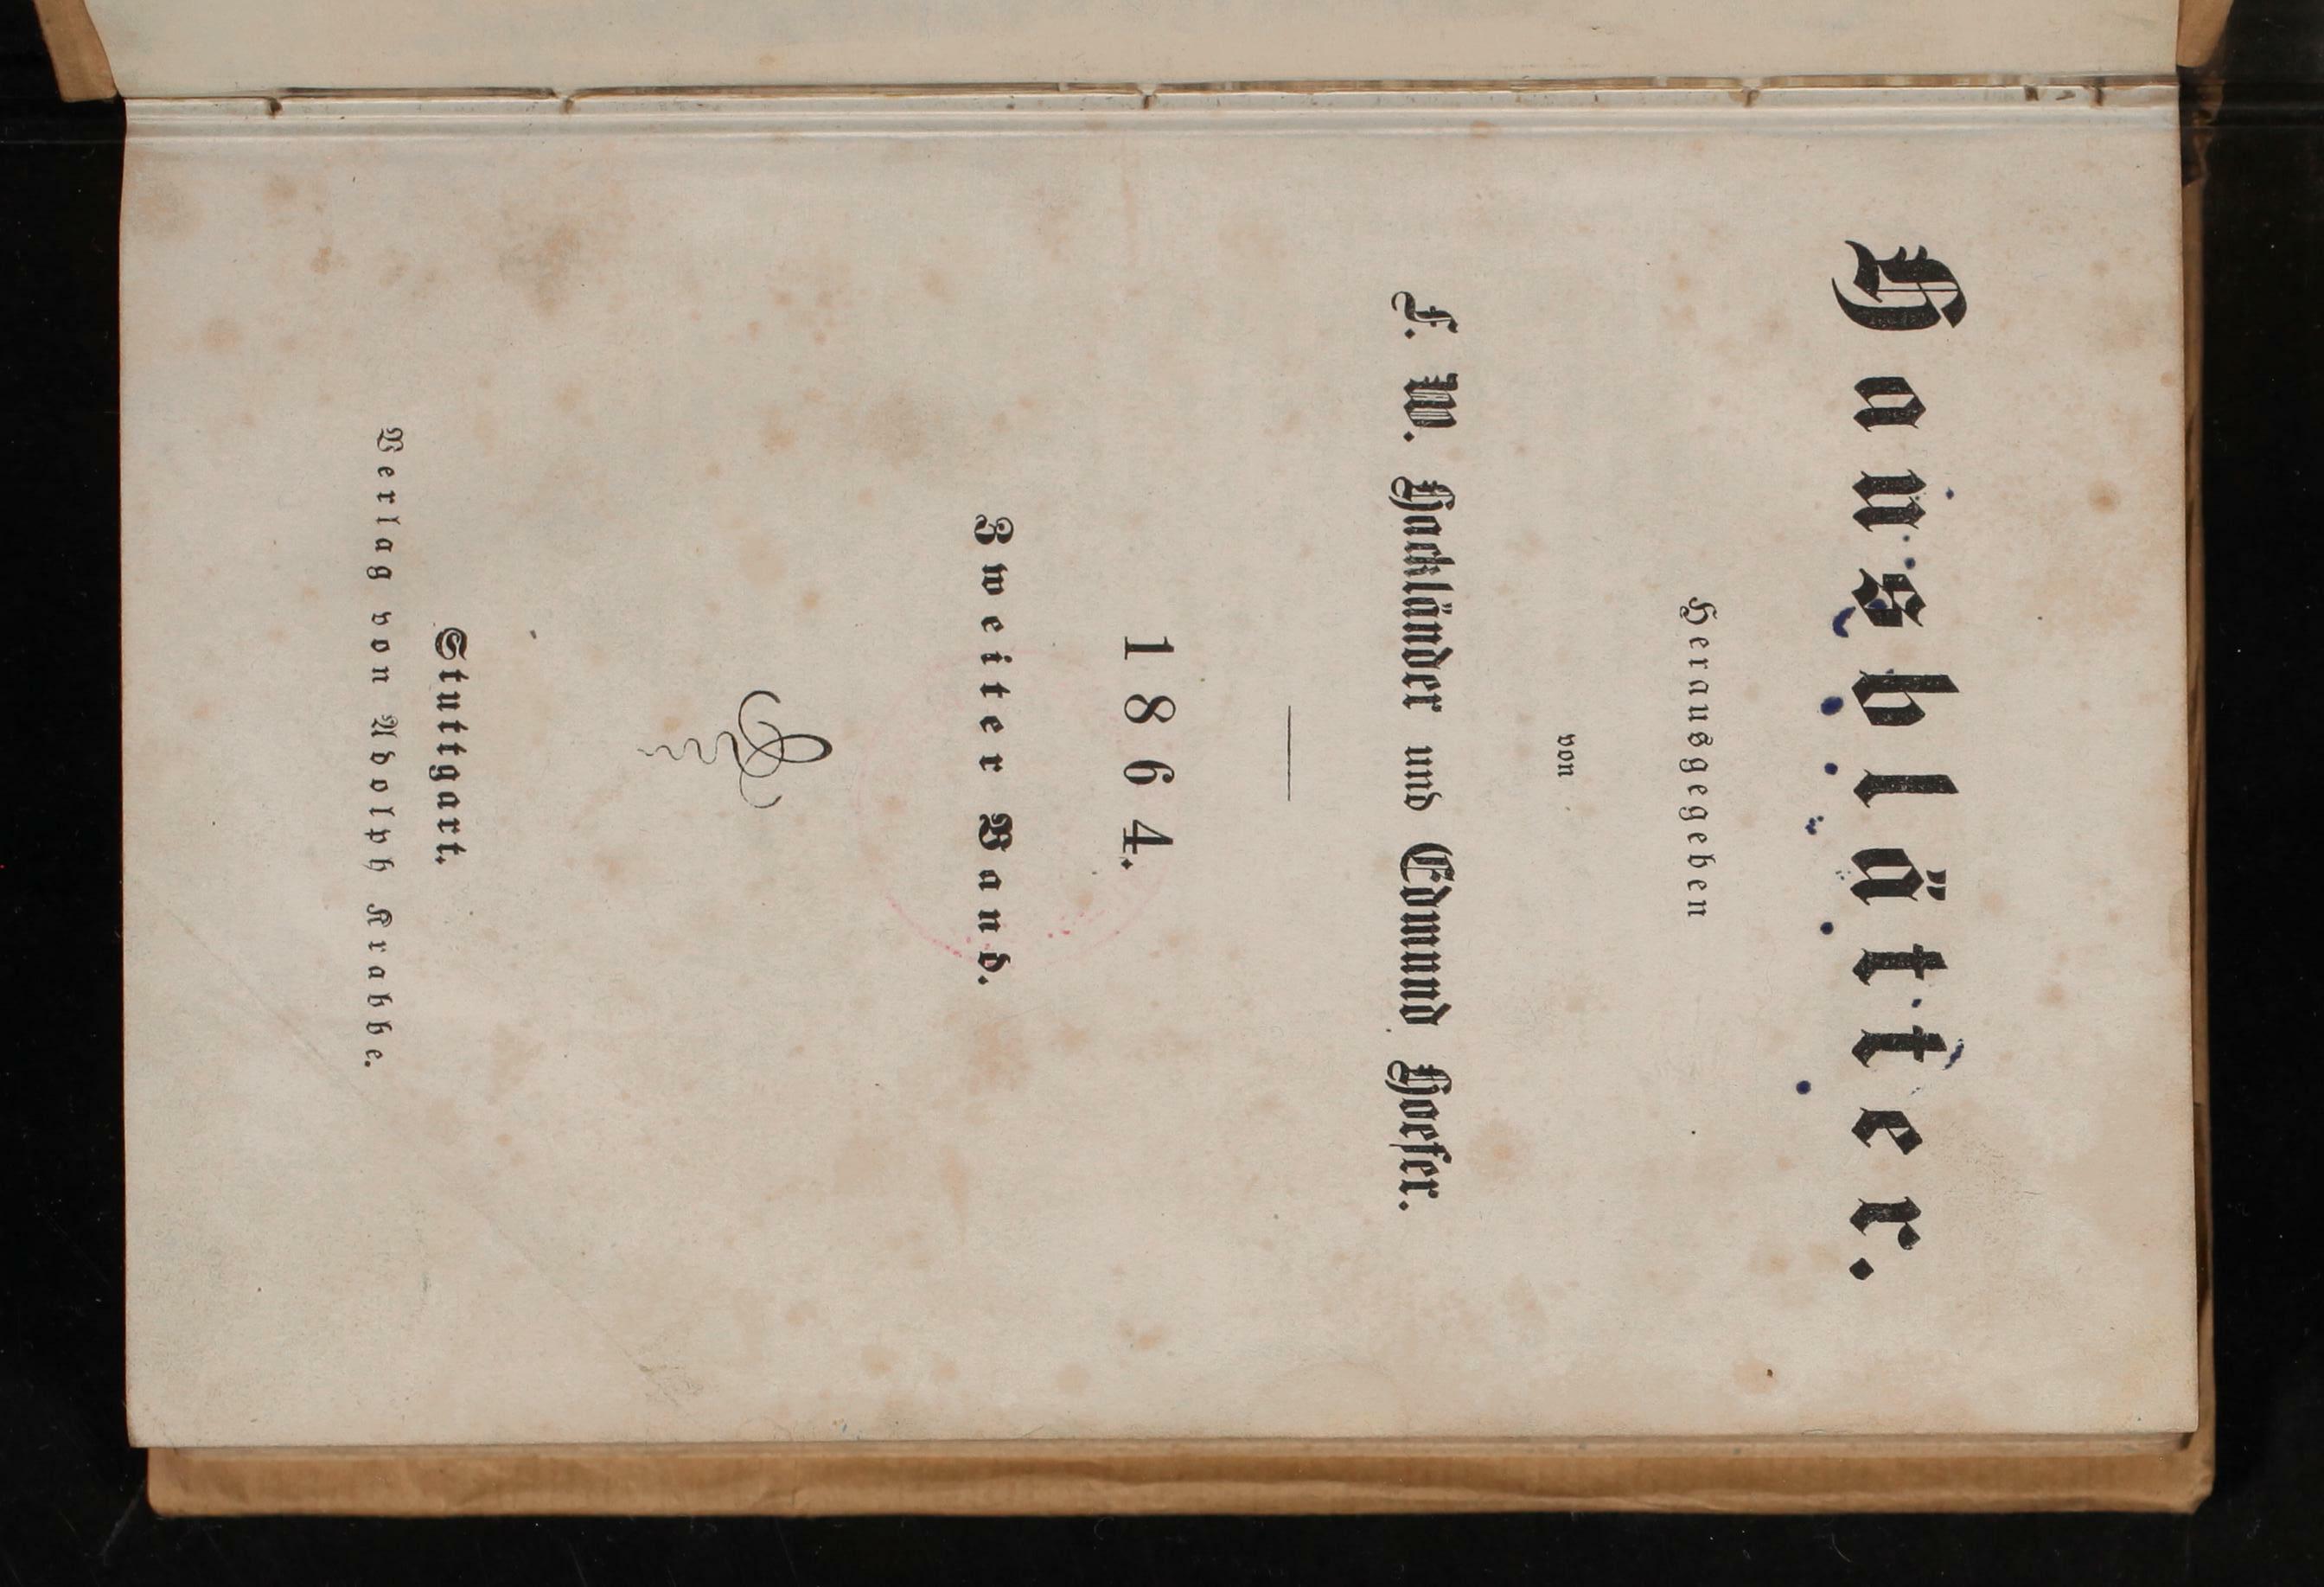 Hausblätter.
Herausgegeben
von
F. W. Hackländer und Edmund Hoefer.
1864.
Zweiter Band.
Stuttgart.
Verlag von Adolph Krabbe.